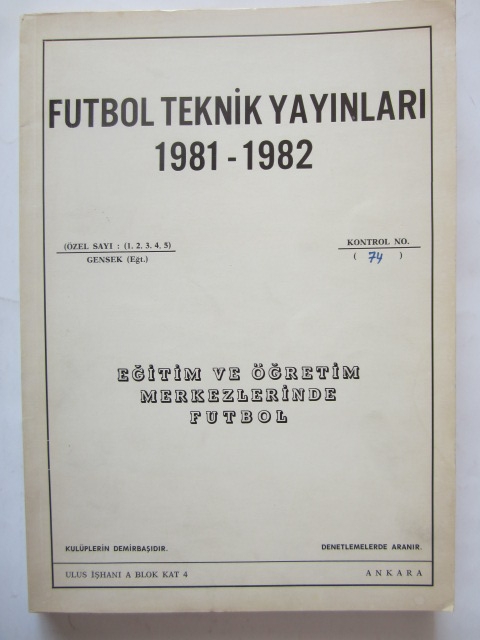 FUTBOL TEKNİK YAYINLARI
1981 - 1982
(ÖZEL SAYI : (1, 2, 3, 4, 5)
GENSEK (Eğt.)
KONTROL NO.
( 74 )
EĞİTİM VE ÖĞRETİM
MERKEZLERİNDE
FUTBOL
KULÜPLERİN DEMİRBAŞIDIR.
DENETLEMELERDE ARANIR.
ULUS İŞHANI A BLOK KAT 4
ANKARA